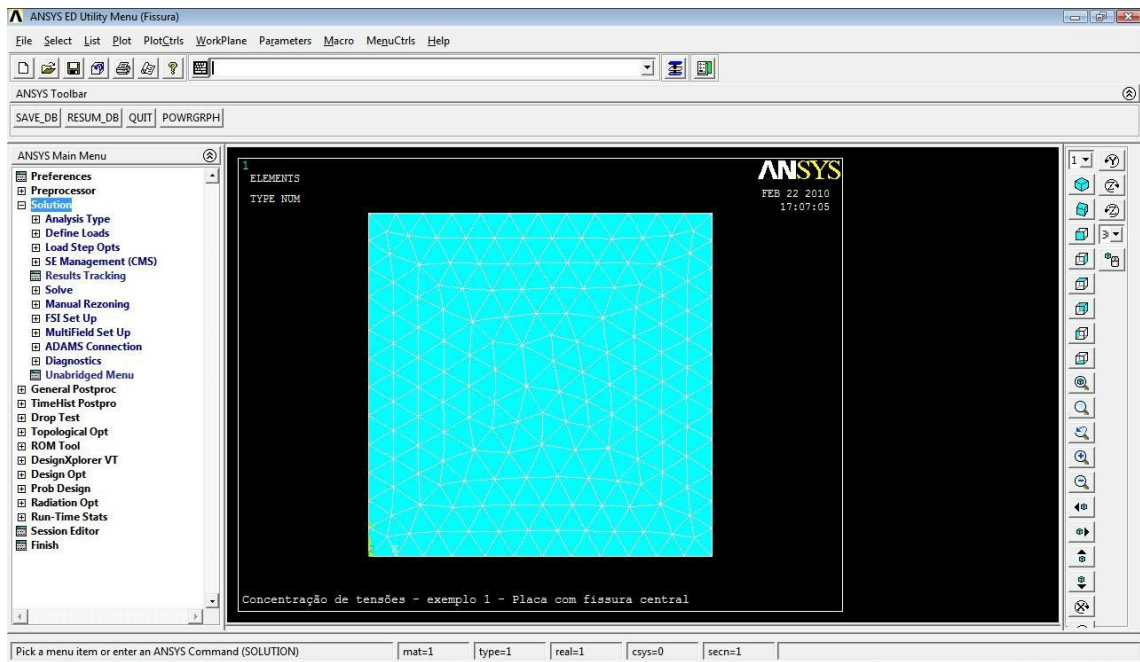 ANSYS ED Utility Menu (Fissura)
File Select List Plot PlotCtrls WorkPlane Parameters Macro MenuCtrls Help
ANSYS Toolbar
SAVE_DB RESUM_DB QUIT POWRGRPH
ANSYS Main Menu
Preferences
Preprocessor
Solution
Analysis Type
Define Loads
Load Step Opts
SE Management (CMS)
Results Tracking
Solve
Manual Rezoning
FSI Set Up
MultiField Set Up
ADAMS Connection
Diagnostics
Unabridged Menu
General Postproc
TimeHist Postpro
Drop Test
Topological Opt
ROM Tool
DesignXplorer VT
Design Opt
Prob Design
Radiation Opt
Run-Time Stats
Session Editor
Finish
1
ELEMENTS
TYPE NUM
ANSYS
FEB 22 2010
17:07:05
Concentração de tensões - exemplo 1 - Placa com fissura central
1
Pick a menu item or enter an ANSYS Command (SOLUTION) mat=1 type=1 real=1 csys=0 secn=1